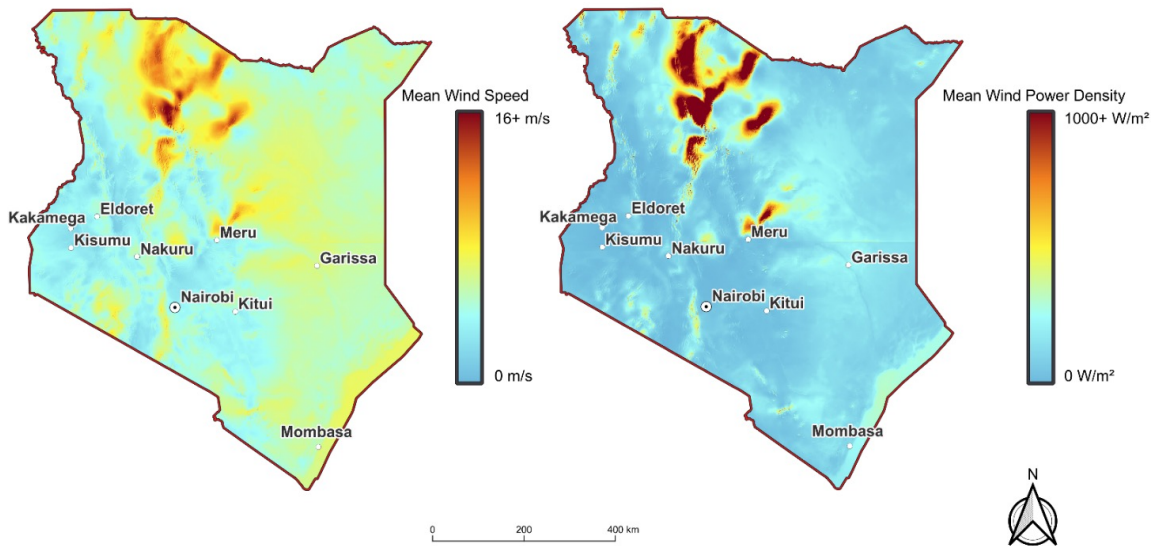 Mean Wind Speed
16+ m/s
0 m/s
Eldoret
Kakamega
Kisumu
Nakuru
Meru
Garissa
Nairobi
Kitui
Mombasa
Mean Wind Power Density
1000+ W/m²
0 W/m²
Eldoret
Kakamega
Kisumu
Nakuru
Meru
Garissa
Nairobi
Kitui
Mombasa
0 200 400 km
N